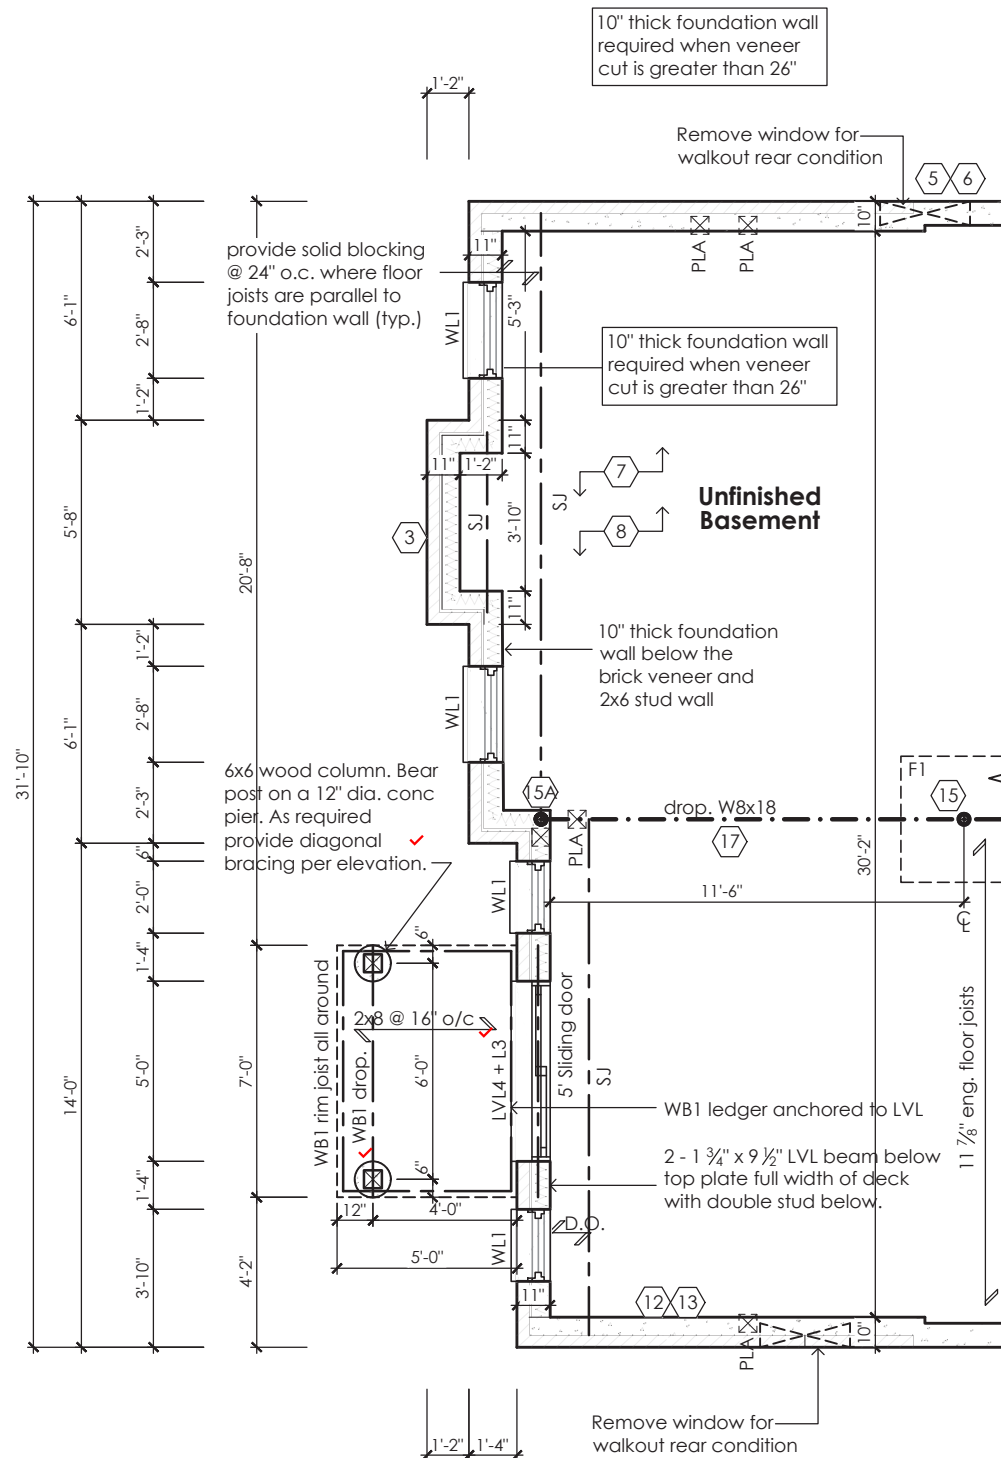 10" thick foundation wall
required when veneer
cut is greater than 26"
1'-2"
Remove window for
walkout rear condition
5
6
10"
PLA
PLA
provide solid blocking
@ 24" o.c. where floor
joists are parallel to
foundation wall (typ.)
11"
2'-3"
6'-1"
2'-8"
1'-2"
WL1
5'-3"
10" thick foundation wall
required when veneer
cut is greater than 26"
11"
11"
1'-2"
7
SJ
SJ
Unfinished
Basement
3
8
3'-10"
5'-8"
20'-8"
11"
10" thick foundation
wall below the
brick veneer and
2x6 stud wall
1'-2"
2'-8"
6'-1"
WL1
31'-10"
2'-3"
6x6 wood column. Bear
post on a 12" dia. conc
pier. As required
provide diagonal
bracing per elevation.
15A
PLA
drop. W8x18
17
30'-2"
F1
15
6"
2'-0"
WL1
11'-6"
CL
1'-4"
6"
WB1 rim joist all around
2x8 @ 16" o/c
WB1 drop.
6'-0"
LVL4 + L3
5' Sliding door
SJ
11 7/8" eng. floor joists
14'-0"
5'-0"
7'-0"
WB1 ledger anchored to LVL
2 - 1 3/4" x 9 1/2" LVL beam below
top plate full width of deck
with double stud below.
6"
1'-4"
12"
4'-0"
5'-0"
D.O.
WL1
3'-10"
4'-2"
11"
12
13
PLA
10"
Remove window for
walkout rear condition
1'-2"
1'-4"